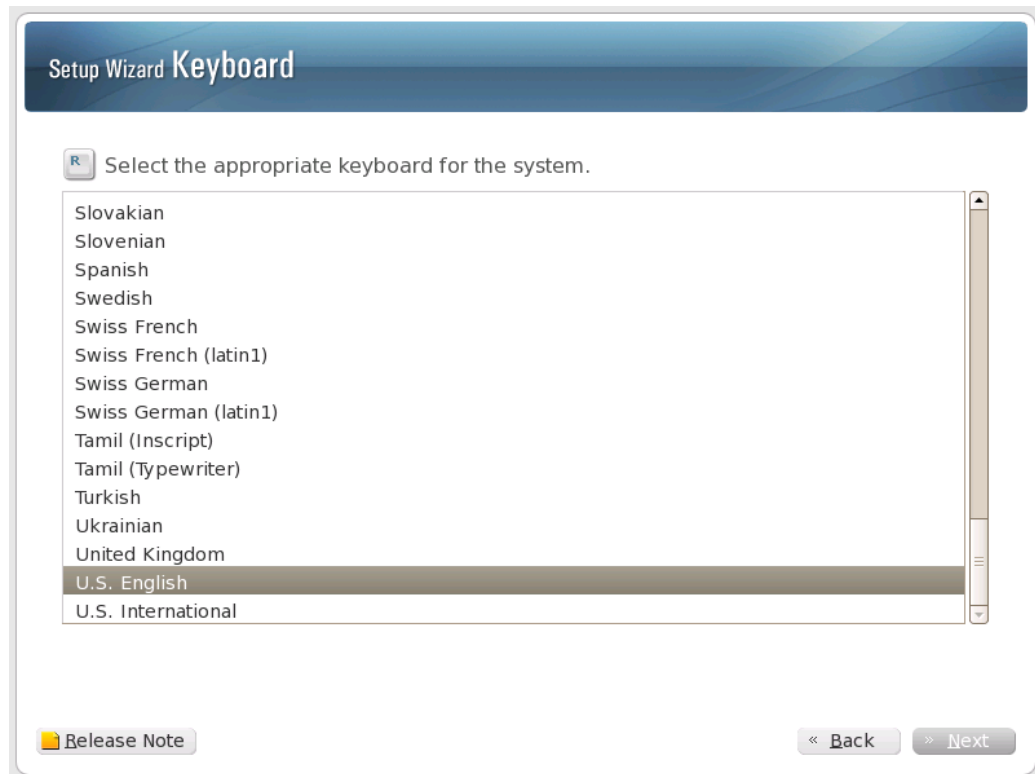 Setup Wizard Keyboard
R
Select the appropriate keyboard for the system.
Slovakian
Slovenian
Spanish
Swedish
Swiss French
Swiss French (latin1)
Swiss German
Swiss German (latin1)
Tamil (Inscript)
Tamil (Typewriter)
Turkish
Ukrainian
United Kingdom
U.S. English
U.S. International
Release Note
« Back
» Next